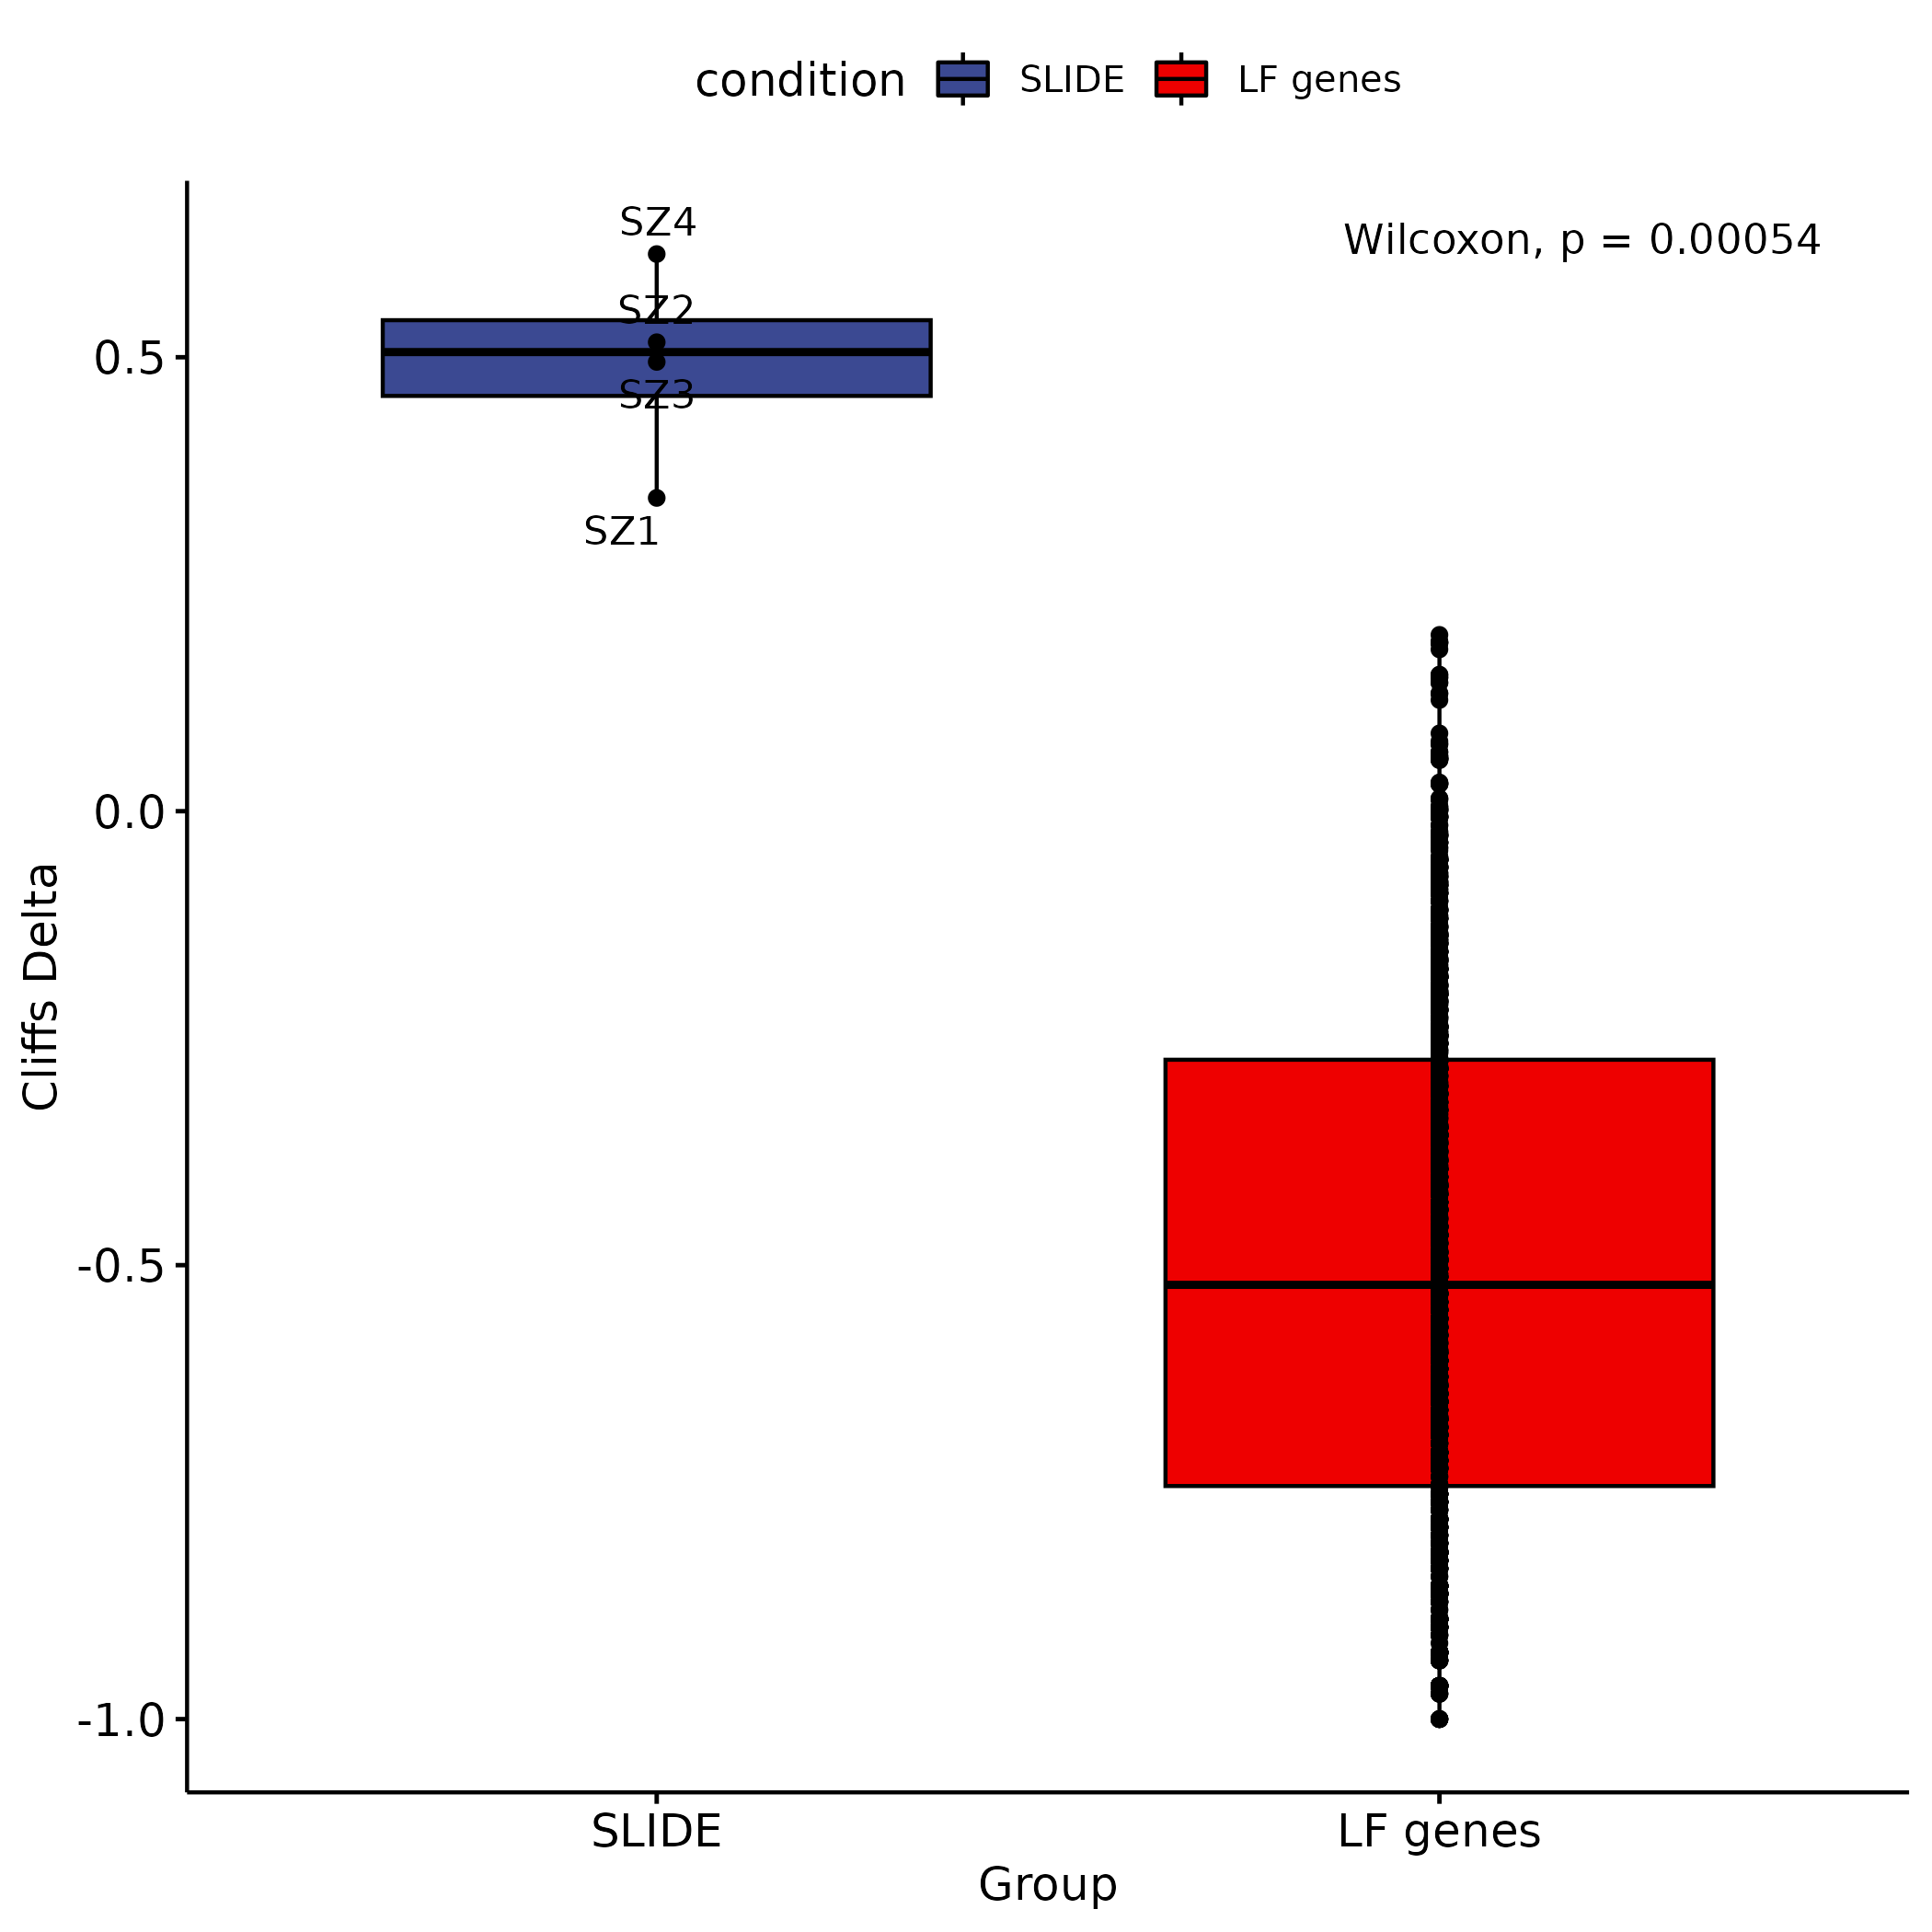 condition SLIDE LF genes
SZ4
Wilcoxon, p = 0.00054
SZ2
0.5
SZ3
SZ1
0.0
Cliffs Delta
-0.5
-1.0
SLIDE LF genes
Group